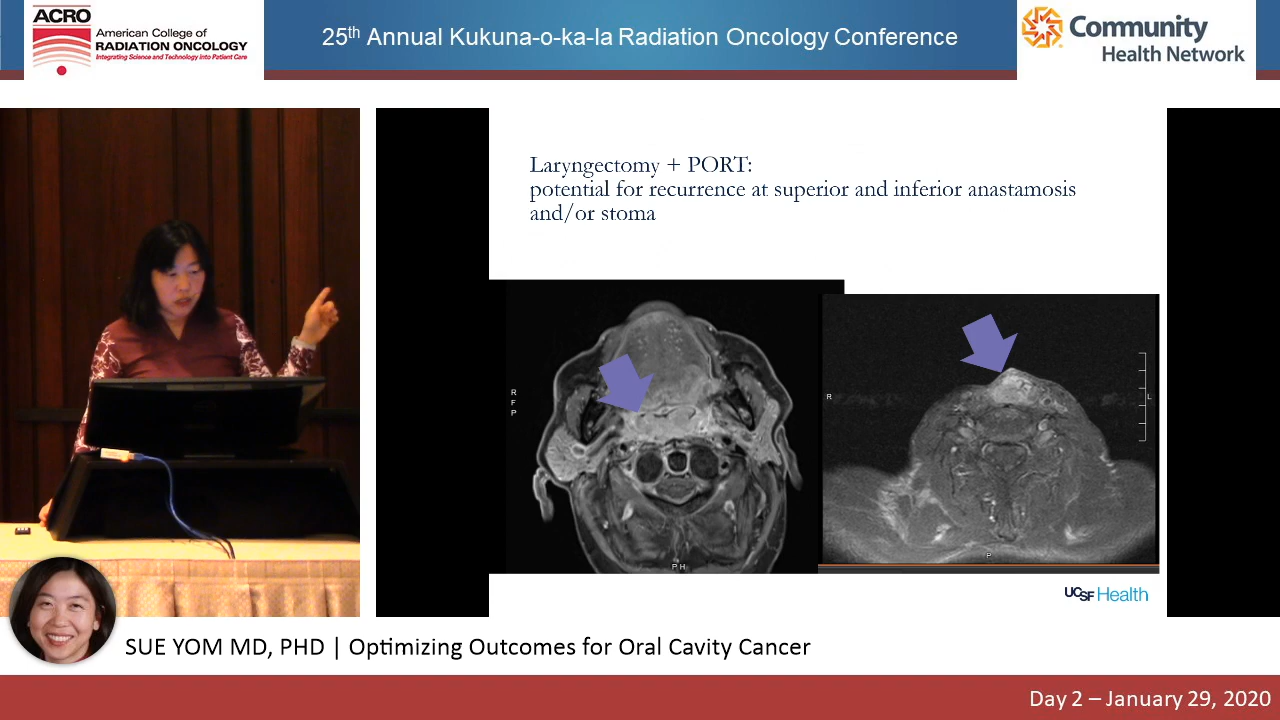 ACRO
American College of
RADIATION ONCOLOGY
Integrating Science and Technology into Patient Care
25th Annual Kukuna-o-ka-la Radiation Oncology Conference
Community
Health Network
Laryngectomy + PORT:
potential for recurrence at superior and inferior anastamosis
and/or stoma
R
F
P
P H
R
L
P
UCSF Health
SUE YOM MD, PHD | Optimizing Outcomes for Oral Cavity Cancer
Day 2 – January 29, 2020